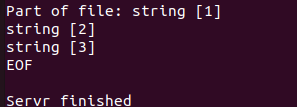 Part of file: string [1]
string [2]
string [3]
EOF
Servr finished